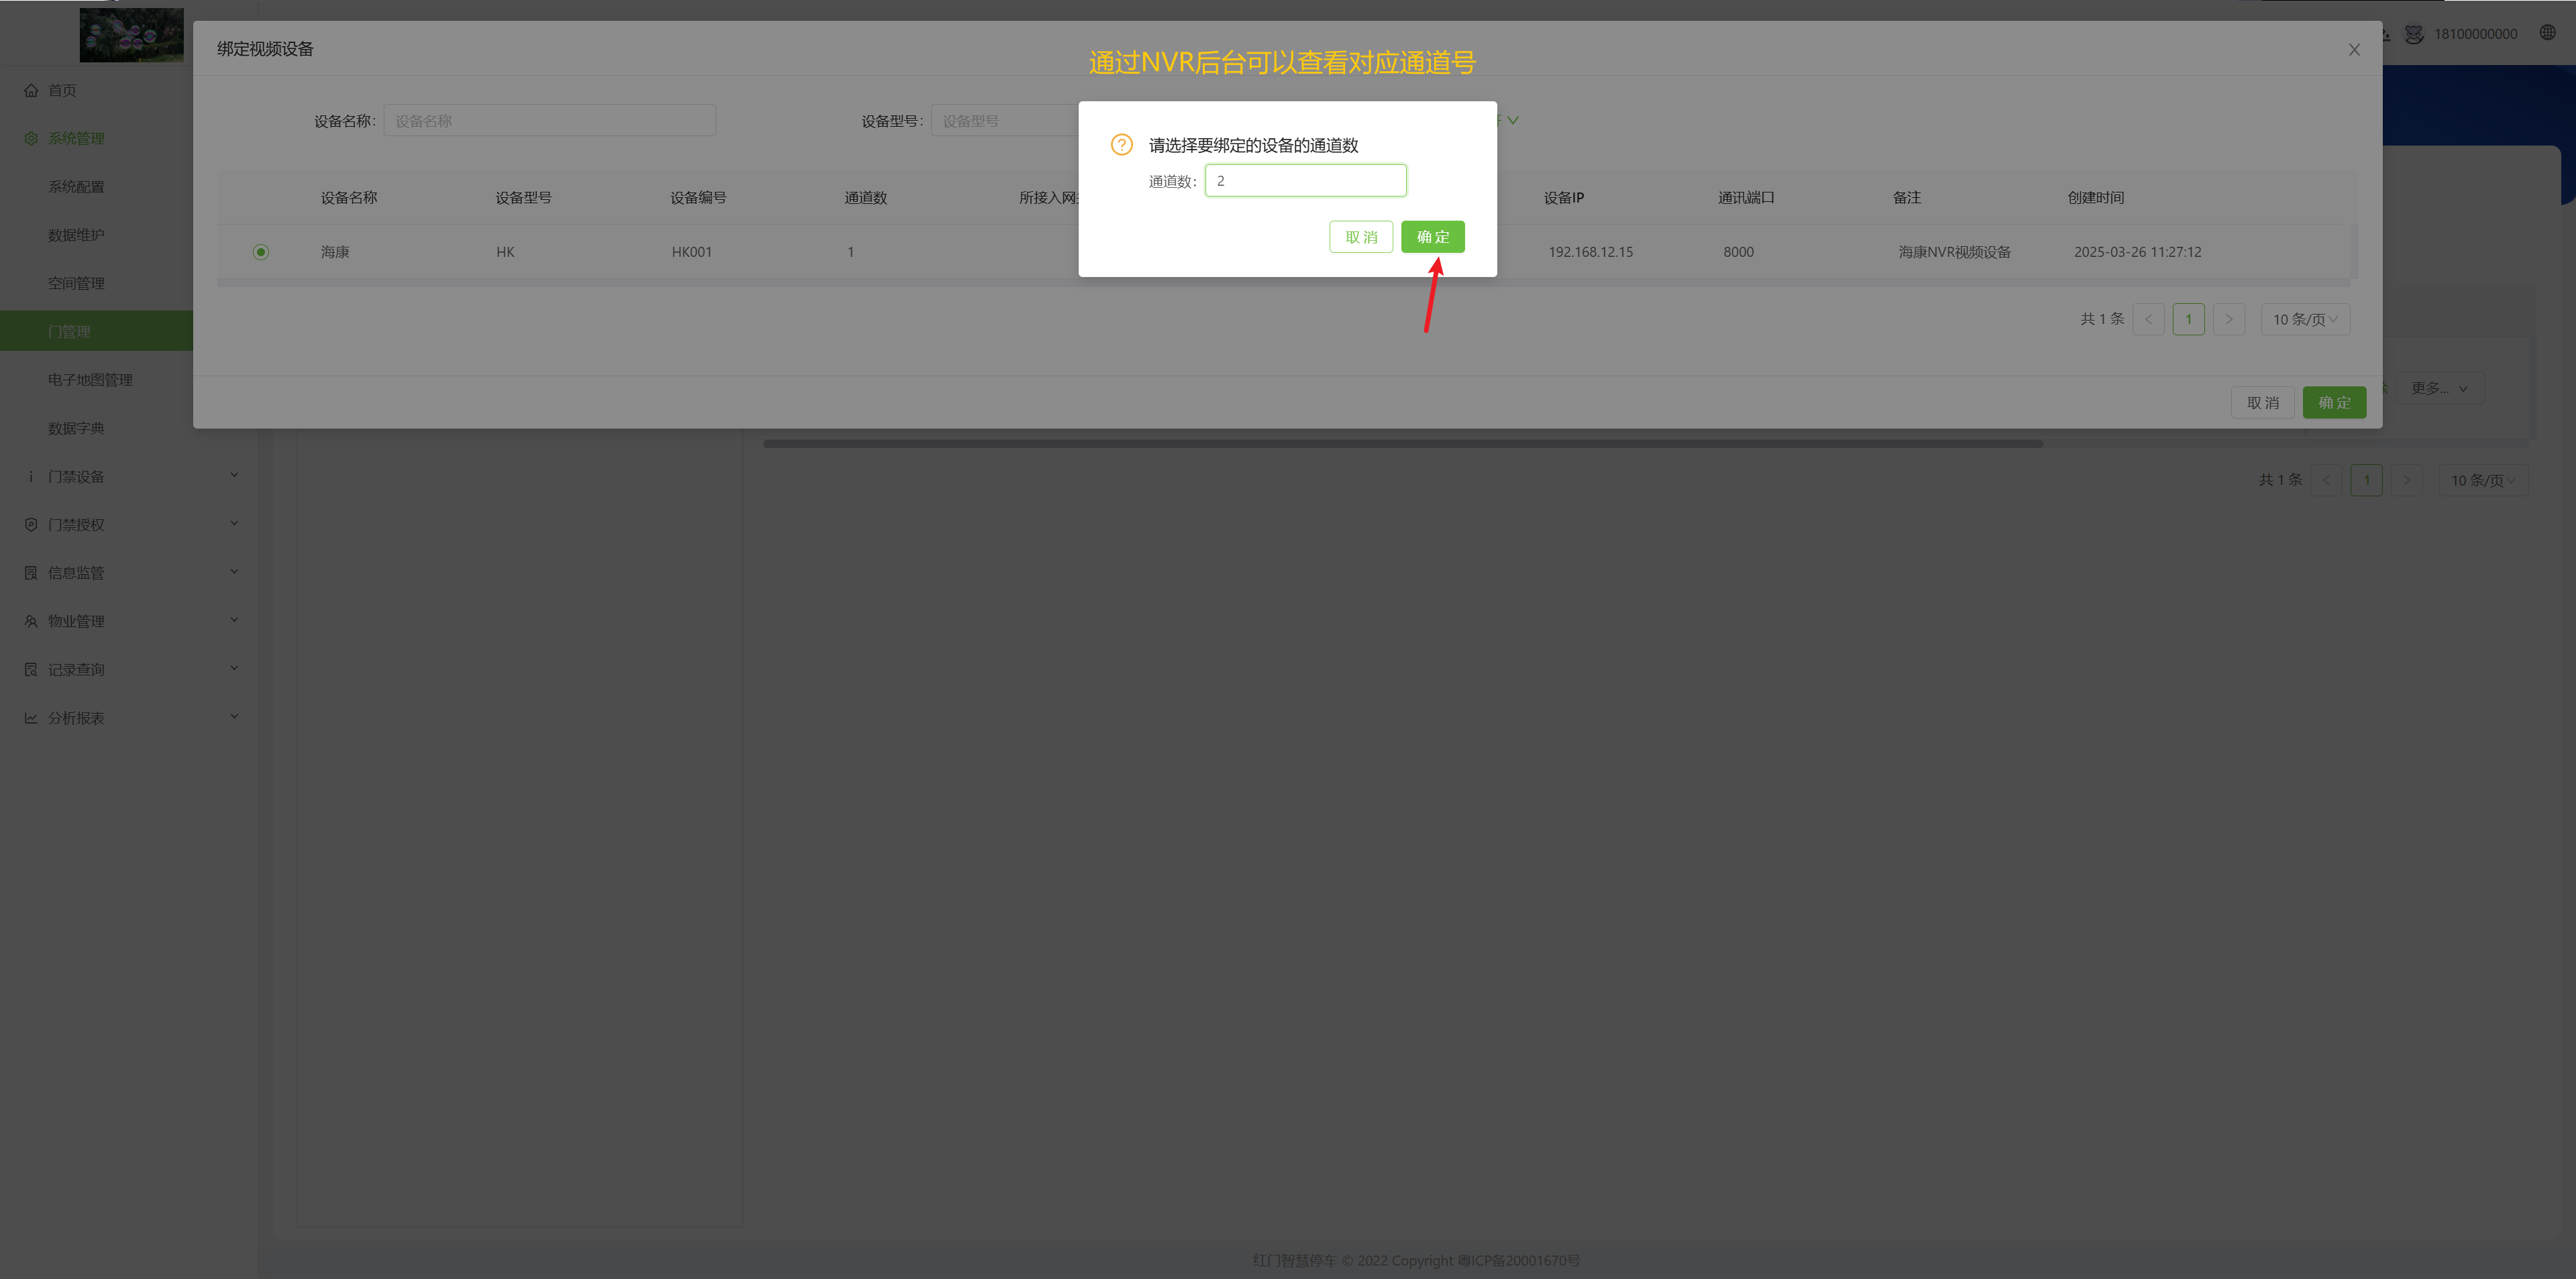 绑定视频设备
通过NVR后台可以查看对应通道号
18100000000
首页
系统管理
系统配置
数据维护
空间管理
门管理
电子地图管理
数据字典
门禁设备
门禁授权
信息监管
物业管理
记录查询
分析报表
设备名称: 设备名称
设备型号: 设备型号
请选择要绑定的设备的通道数
通道数: 2
取 消 确 定
设备名称 设备型号 设备编号 通道数 所接入网 设备IP 通讯端口 备注 创建时间
海康 HK HK001 1 192.168.12.15 8000 海康NVR视频设备 2025-03-26 11:27:12
共 1 条 < 1 > 10 条/页
取 消 确 定
更多...
共 1 条 < 1 > 10 条/页
红门智慧停车 © 2022 Copyright 粤ICP备20001670号